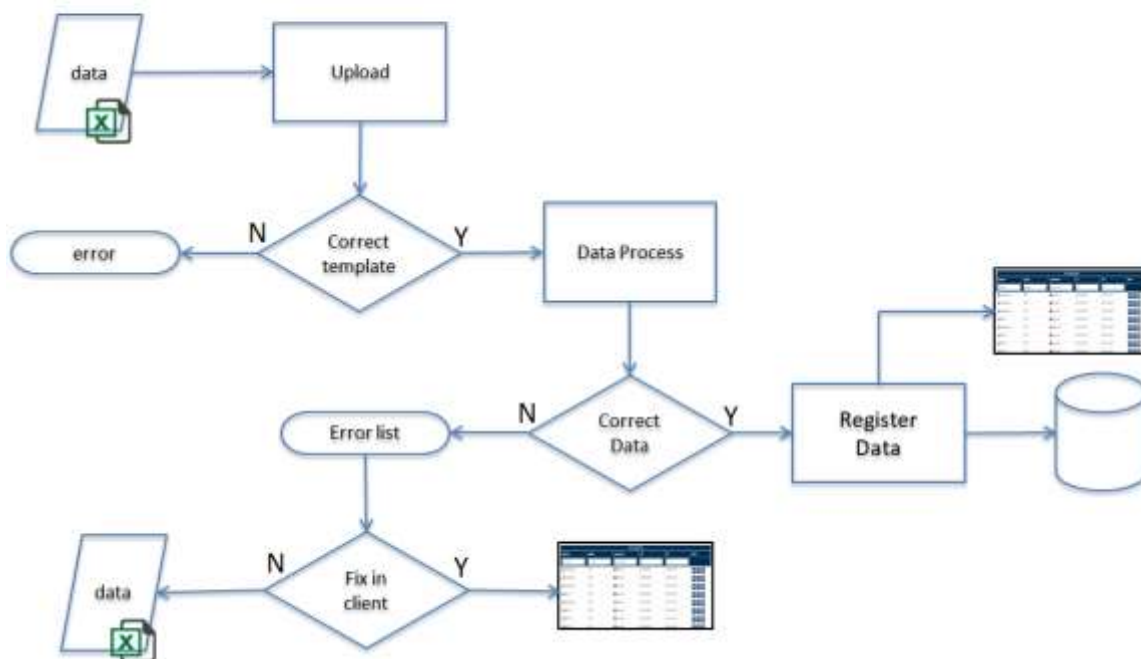 data
Upload
X
N
Y
error
Correct
template
Data Process
N
Y
Error list
Correct
Data
Register
Data
N
Y
data
Fix in
client
X